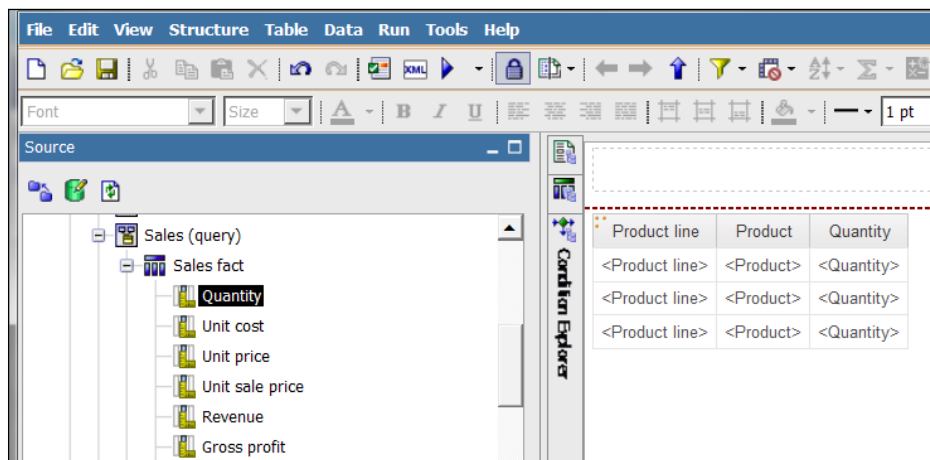 File Edit View Structure Table Data Run Tools Help
XML
Font Size A B I U 1 pt
Source
Sales (query)
Sales fact
Quantity
Unit cost
Unit price
Unit sale price
Revenue
Gross profit
Condition Explorer
Product line Product Quantity
<Product line> <Product> <Quantity>
<Product line> <Product> <Quantity>
<Product line> <Product> <Quantity>